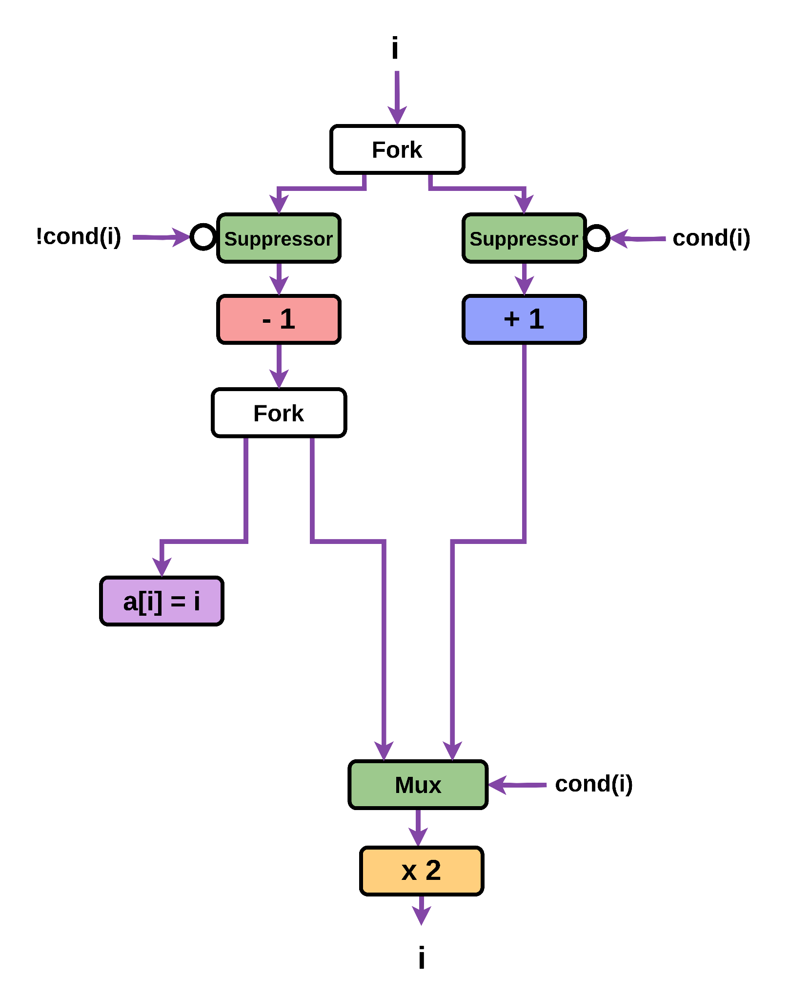 i
Fork
!cond(i)
Suppressor
Suppressor
cond(i)
- 1
+ 1
Fork
a[i] = i
Mux
cond(i)
x 2
i